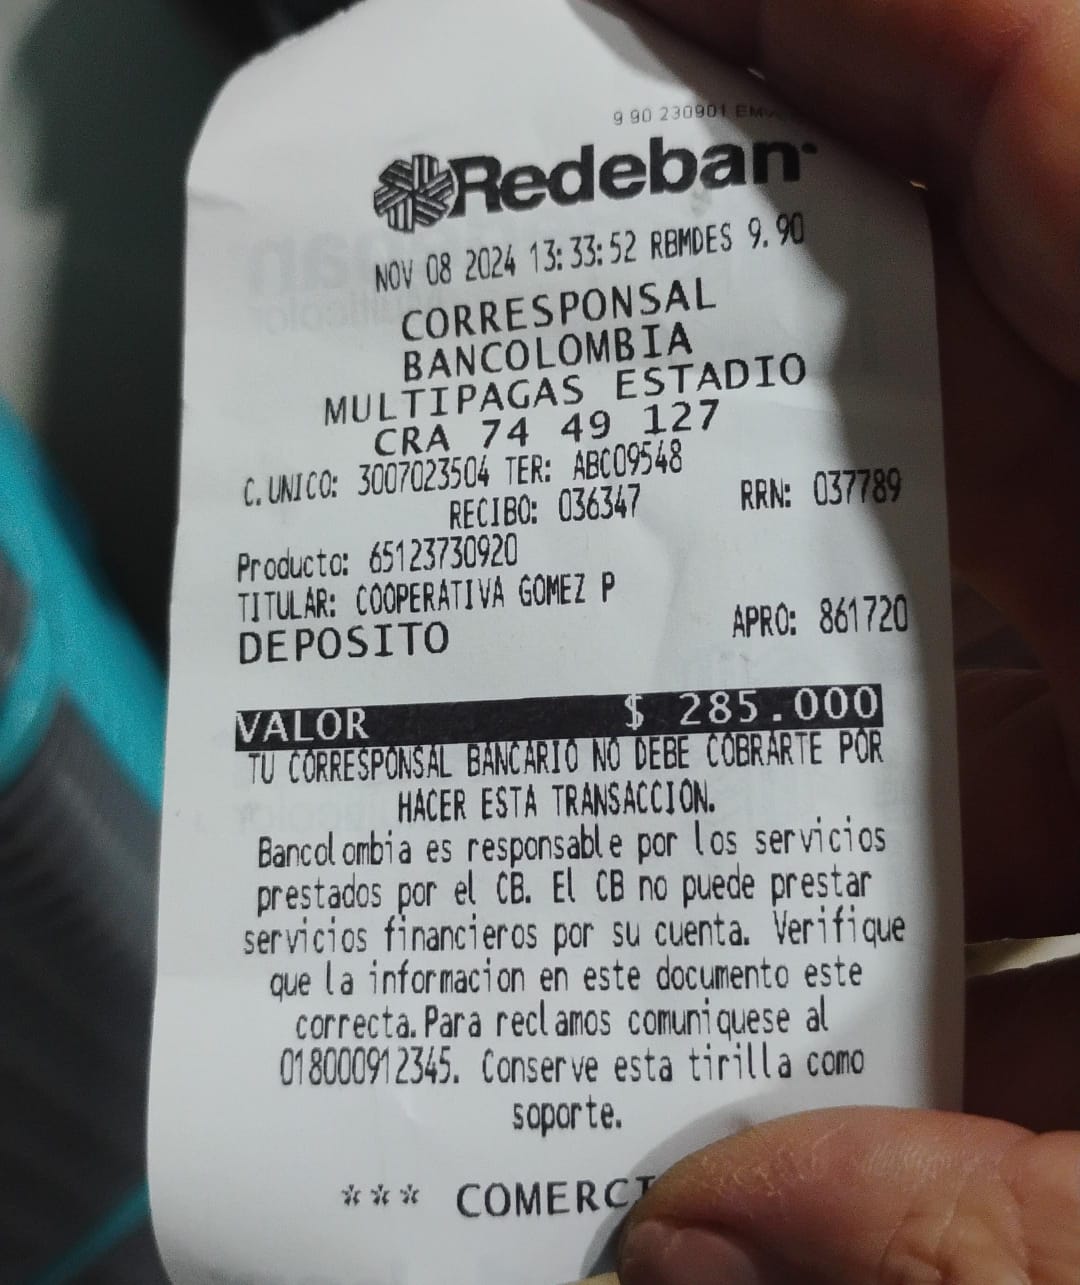 9 90 230901
Redeban
NOV 08 2024 13:33:52 RBMDES 9.90
CORRESPONSAL
BANCOLOMBIA
MULTIPAGAS ESTADIO
CRA 74 49 127
C.UNICO: 3007023504 TER: ABC09548
RECIBO: 036347 RRN: 037789
Producto: 65123730920
TITULAR: COOPERATIVA GOMEZ P
DEPOSITO APRO: 861720
VALOR $ 285.000
TU CORRESPONSAL BANCARIO NO DEBE COBRARTE POR
HACER ESTA TRANSACCION.
Bancolombia es responsable por los servicios
prestados por el CB. El CB no puede prestar
servicios financieros por su cuenta. Verifique
que la informacion en este documento este
correcta.Para reclamos comuniquese al
018000912345. Conserve esta tirilla como
soporte.
*** COMERCI